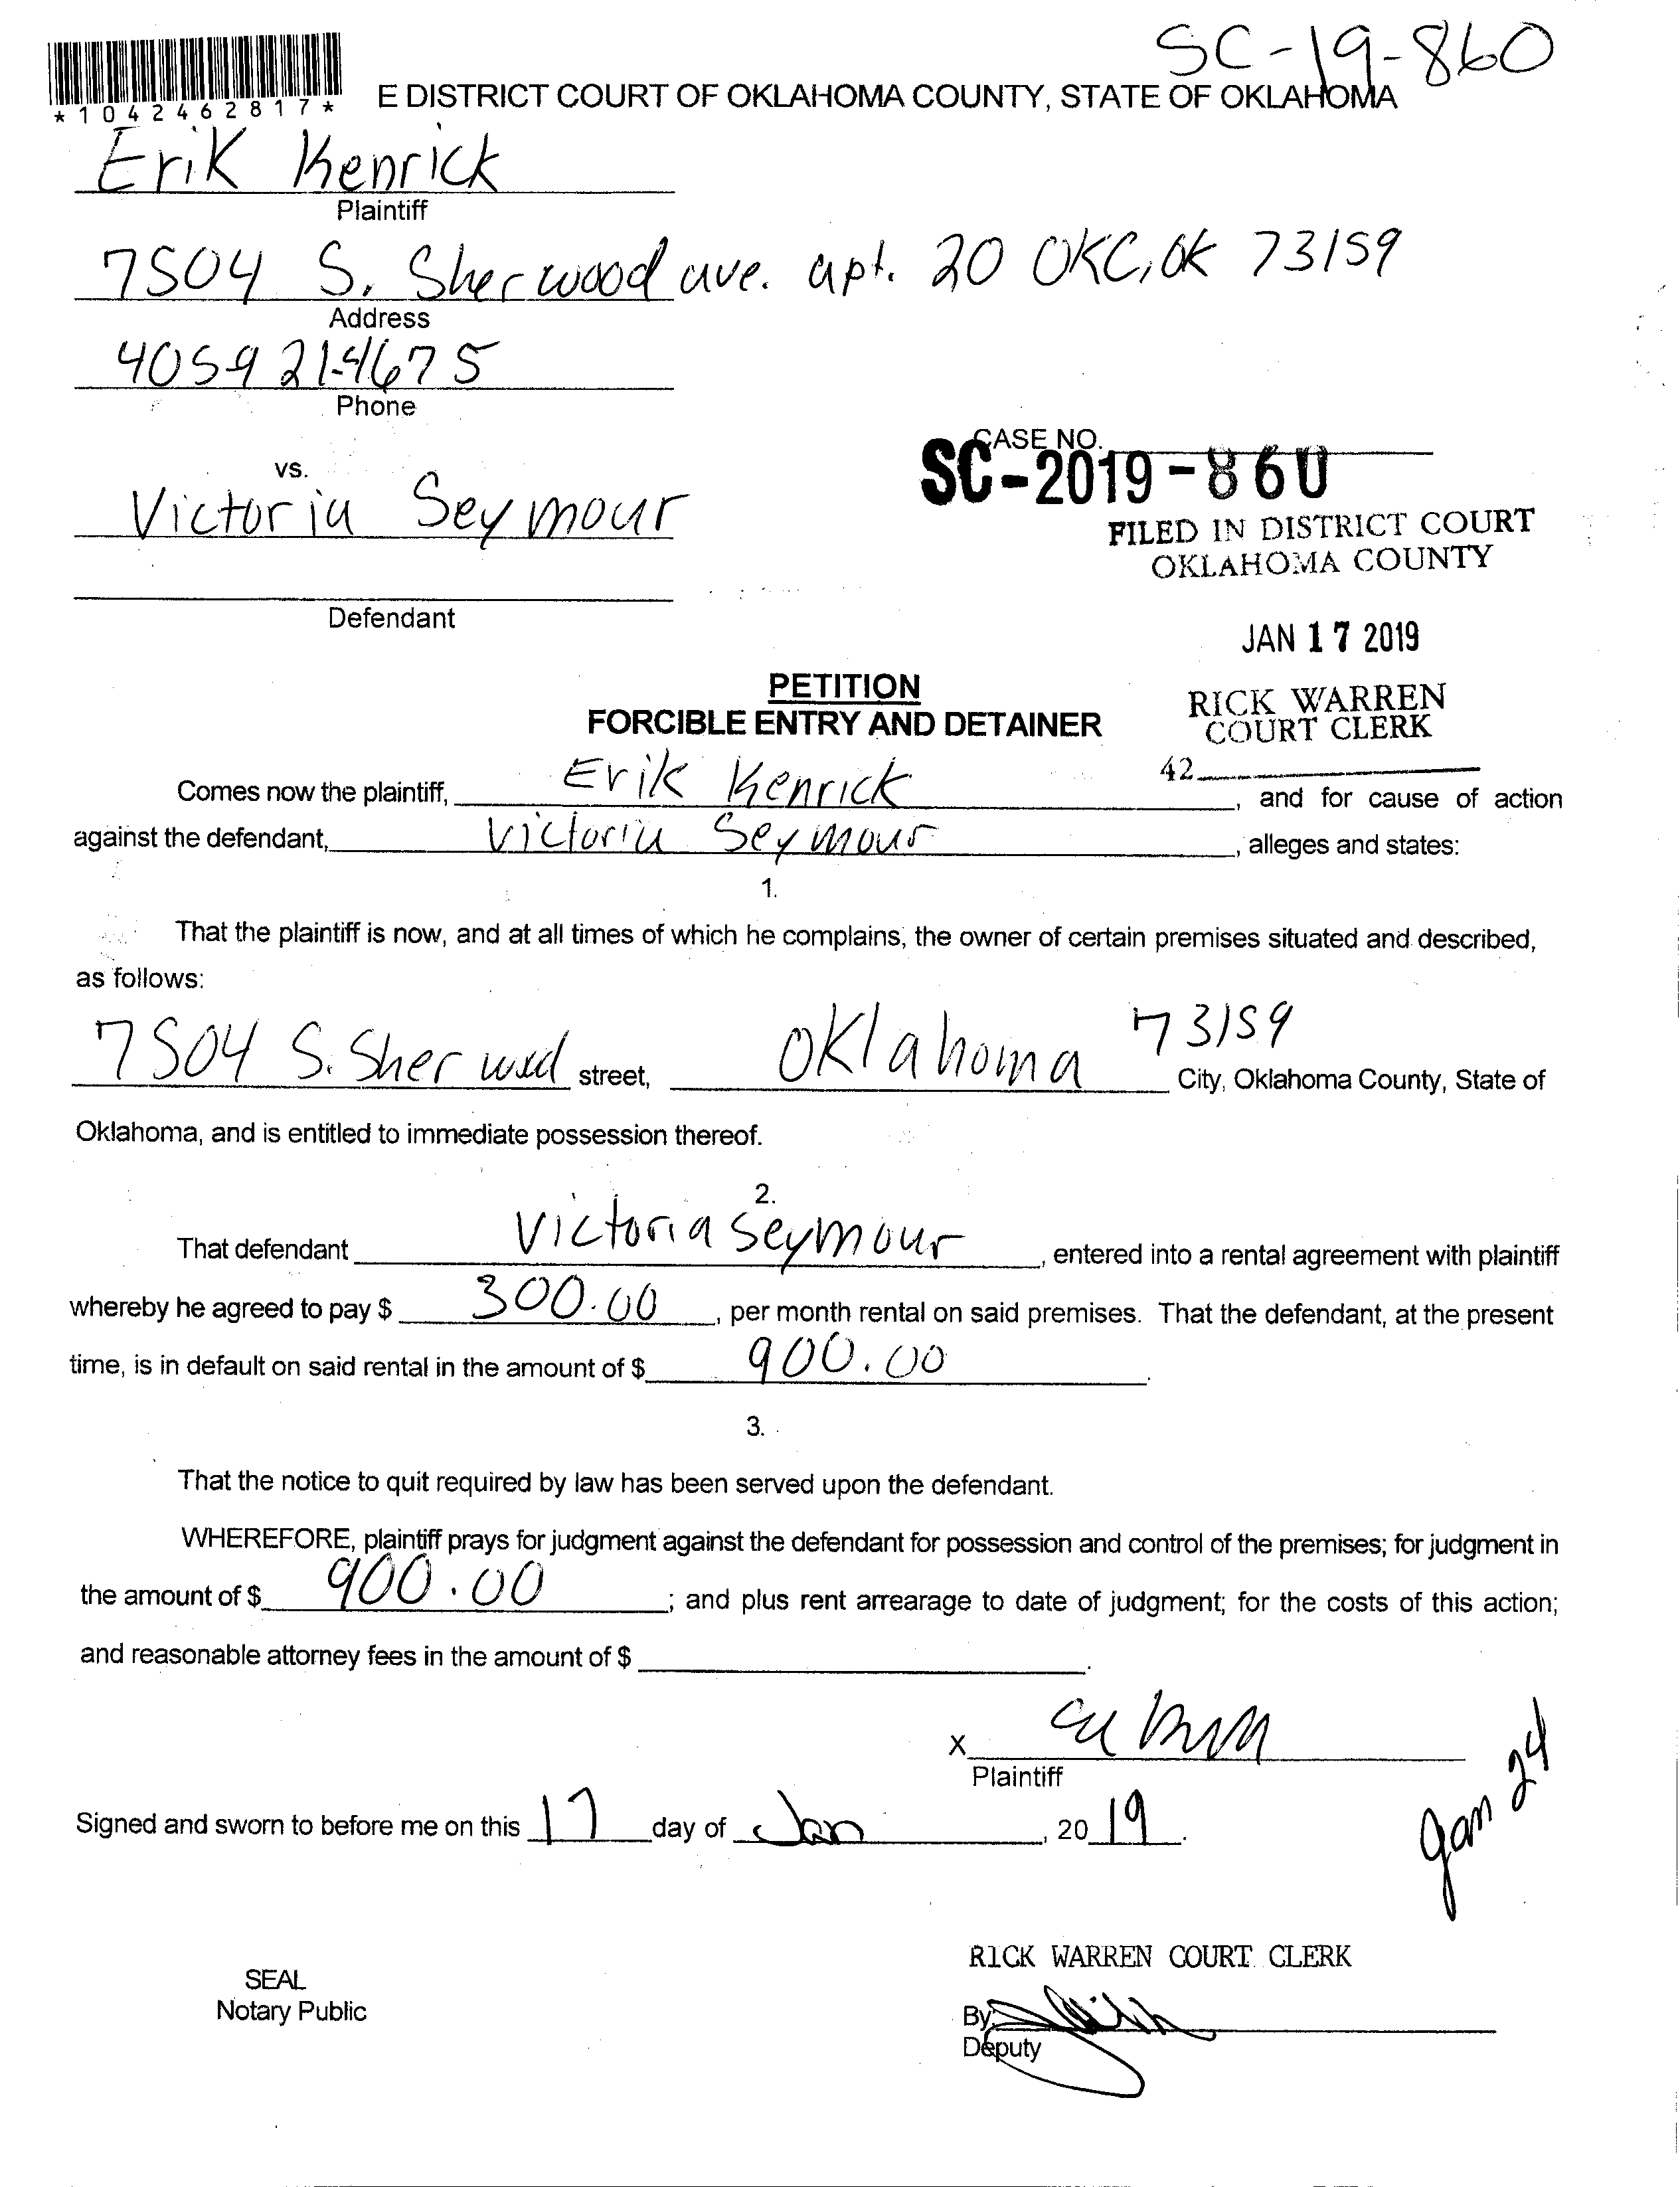 SC-19-860
*1042462817*
E DISTRICT COURT OF OKLAHOMA COUNTY, STATE OF OKLAHOMA
Erik Kenrick
Plaintiff
7504 S. Sherwood ave. apt. 20 OKC, OK 73159
Address
405 921-4675
Phone
vs.
CASE NO.
SC-2019-860
Victoria Seymour
FILED IN DISTRICT COURT
OKLAHOMA COUNTY
Defendant
JAN 17 2019
PETITION
FORCIBLE ENTRY AND DETAINER
RICK WARREN
COURT CLERK
42
Comes now the plaintiff, Erik Kenrick, and for cause of action
against the defendant, Victoria Seymour, alleges and states:
1.
That the plaintiff is now, and at all times of which he complains, the owner of certain premises situated and described,
as follows:
7504 S. Sherwood street, Oklahoma 73159 City, Oklahoma County, State of
Oklahoma, and is entitled to immediate possession thereof.
2.
That defendant Victoria Seymour, entered into a rental agreement with plaintiff
whereby he agreed to pay $ 300.00, per month rental on said premises. That the defendant, at the present
time, is in default on said rental in the amount of $ 900.00.
3.
That the notice to quit required by law has been served upon the defendant.
WHEREFORE, plaintiff prays for judgment against the defendant for possession and control of the premises; for judgment in
the amount of $ 900.00; and plus rent arrearage to date of judgment; for the costs of this action;
and reasonable attorney fees in the amount of $
X
Plaintiff
Signed and sworn to before me on this 17 day of Jan, 2019.
Jan 24
RICK WARREN COURT CLERK
SEAL
Notary Public
By:
Deputy